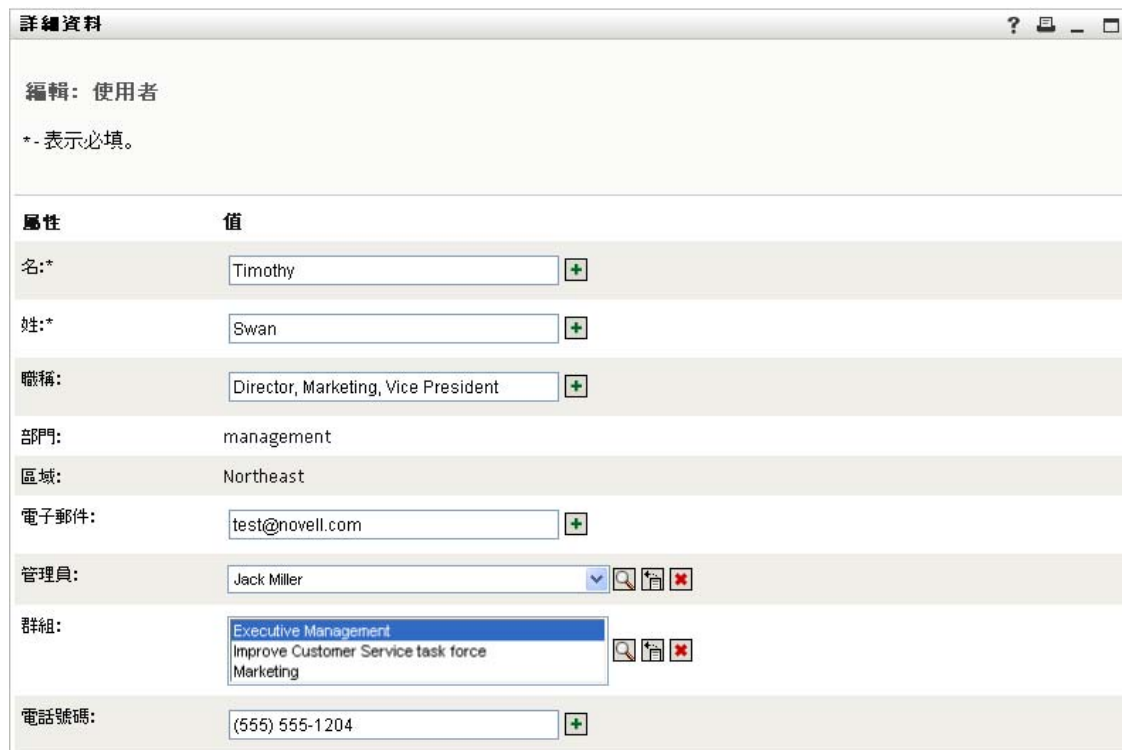 詳細資料
?
編輯: 使用者
*- 表示必填。
屬性 值
名:* Timothy
姓:* Swan
職稱: Director, Marketing, Vice President
部門: management
區域: Northeast
電子郵件: test@novell.com
管理員: Jack Miller
群組: Executive Management
Improve Customer Service task force
Marketing
電話號碼: (555) 555-1204